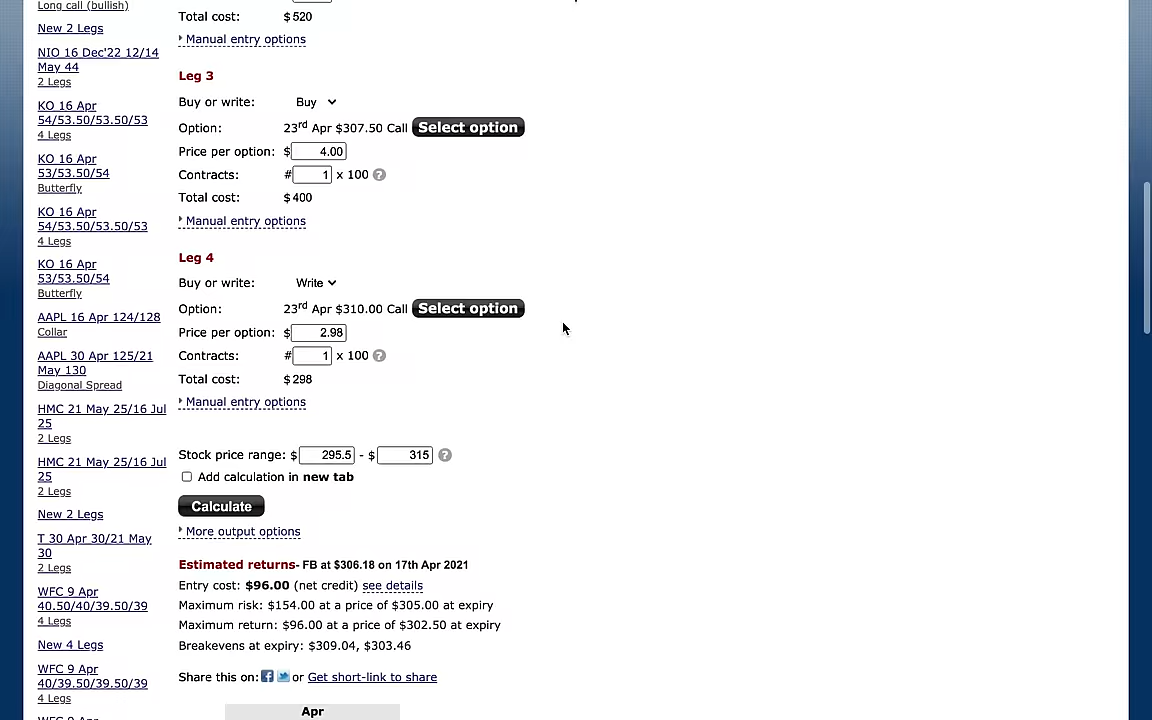 Long call (bullish)
New 2 Legs
NIO 16 Dec'22 12/14
May 44
2 Legs
KO 16 Apr
54/53.50/53.50/53
4 Legs
KO 16 Apr
53/53.50/54
Butterfly
KO 16 Apr
54/53.50/53.50/53
4 Legs
KO 16 Apr
53/53.50/54
Butterfly
AAPL 16 Apr 124/128
Collar
AAPL 30 Apr 125/21
May 130
Diagonal Spread
HMC 21 May 25/16 Jul
25
2 Legs
HMC 21 May 25/16 Jul
25
2 Legs
New 2 Legs
T 30 Apr 30/21 May
30
2 Legs
WFC 9 Apr
40.50/40/39.50/39
4 Legs
New 4 Legs
WFC 9 Apr
40/39.50/39.50/39
4 Legs
Total cost: $520
Manual entry options
Leg 3
Buy or write: Buy
Option: 23rd Apr $307.50 Call Select option
Price per option: $ 4.00
Contracts: # 1 x 100 ?
Total cost: $400
Manual entry options
Leg 4
Buy or write: Write
Option: 23rd Apr $310.00 Call Select option
Price per option: $ 2.98
Contracts: # 1 x 100 ?
Total cost: $298
Manual entry options
Stock price range: $ 295.5 - $ 315 ?
Add calculation in new tab
Calculate
More output options
Estimated returns- FB at $306.18 on 17th Apr 2021
Entry cost: $96.00 (net credit) see details
Maximum risk: $154.00 at a price of $305.00 at expiry
Maximum return: $96.00 at a price of $302.50 at expiry
Breakevens at expiry: $309.04, $303.46
Share this on: or Get short-link to share
Apr